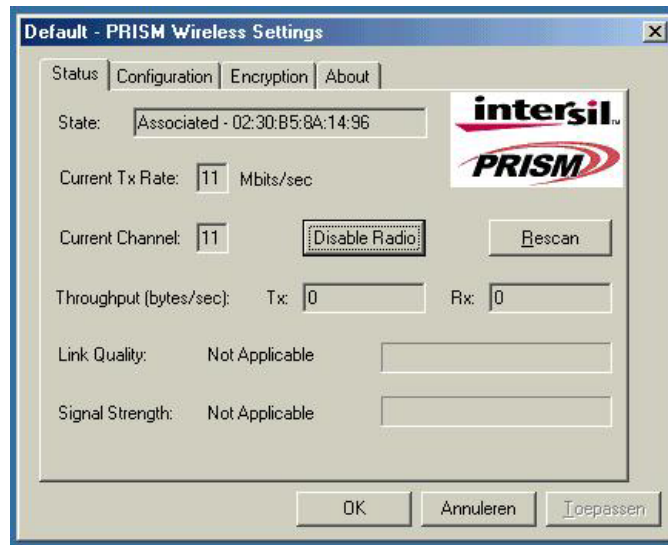 Default - PRISM Wireless Settings
Status Configuration Encryption About
intersil™
PRISM
State: Associated - 02:30:B5:8A:14:96
Current Tx Rate: 11 Mbits/sec
Current Channel: 11 Disable Radio Rescan
Throughput (bytes/sec): Tx: 0 Rx: 0
Link Quality: Not Applicable
Signal Strength: Not Applicable
OK Annuleren Toepassen